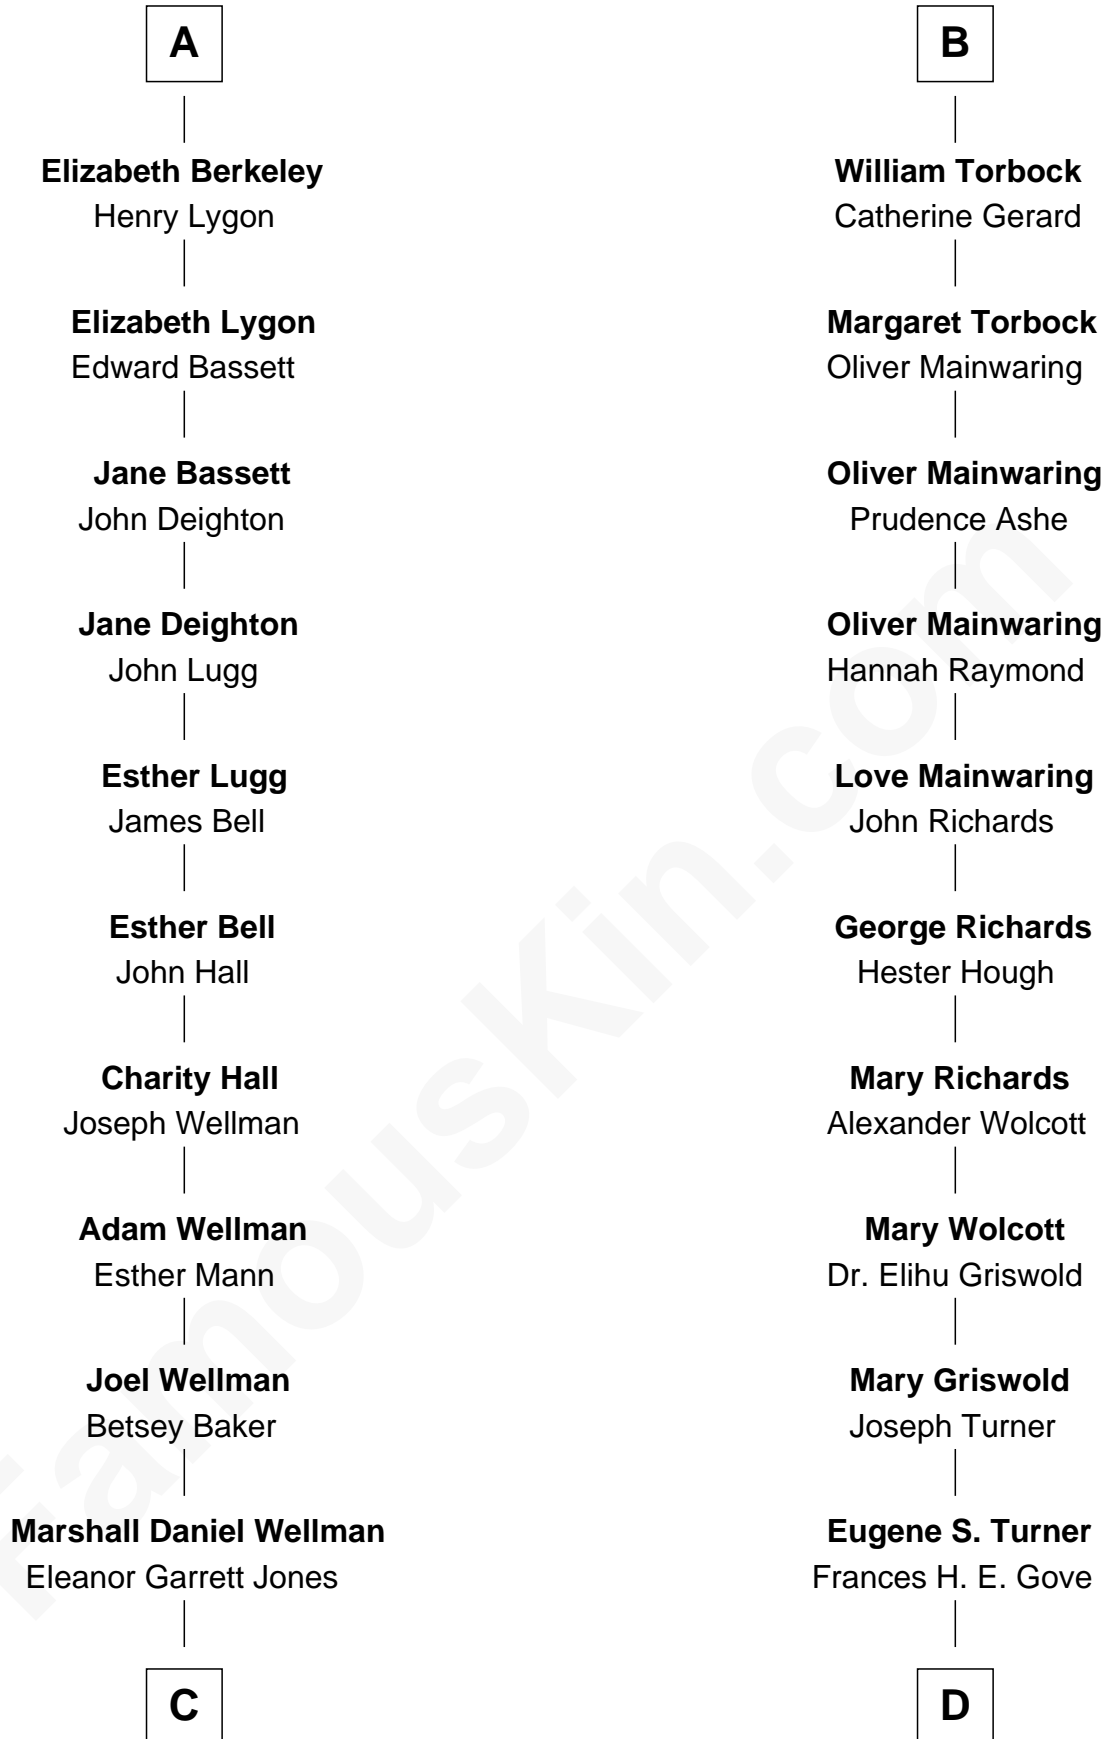 A
Elizabeth Berkeley
Henry Lygon
Elizabeth Lygon
Edward Bassett
Jane Bassett
John Deighton
Jane Deighton
John Lugg
Esther Lugg
James Bell
Esther Bell
John Hall
Charity Hall
Joseph Wellman
Adam Wellman
Esther Mann
Joel Wellman
Betsey Baker
Marshall Daniel Wellman
Eleanor Garrett Jones
C
B
William Torbock
Catherine Gerard
Margaret Torbock
Oliver Mainwaring
Oliver Mainwaring
Prudence Ashe
Oliver Mainwaring
Hannah Raymond
Love Mainwaring
John Richards
George Richards
Hester Hough
Mary Richards
Alexander Wolcott
Mary Wolcott
Dr. Elihu Griswold
Mary Griswold
Joseph Turner
Eugene S. Turner
Frances H. E. Gove
D
FamousKin.com